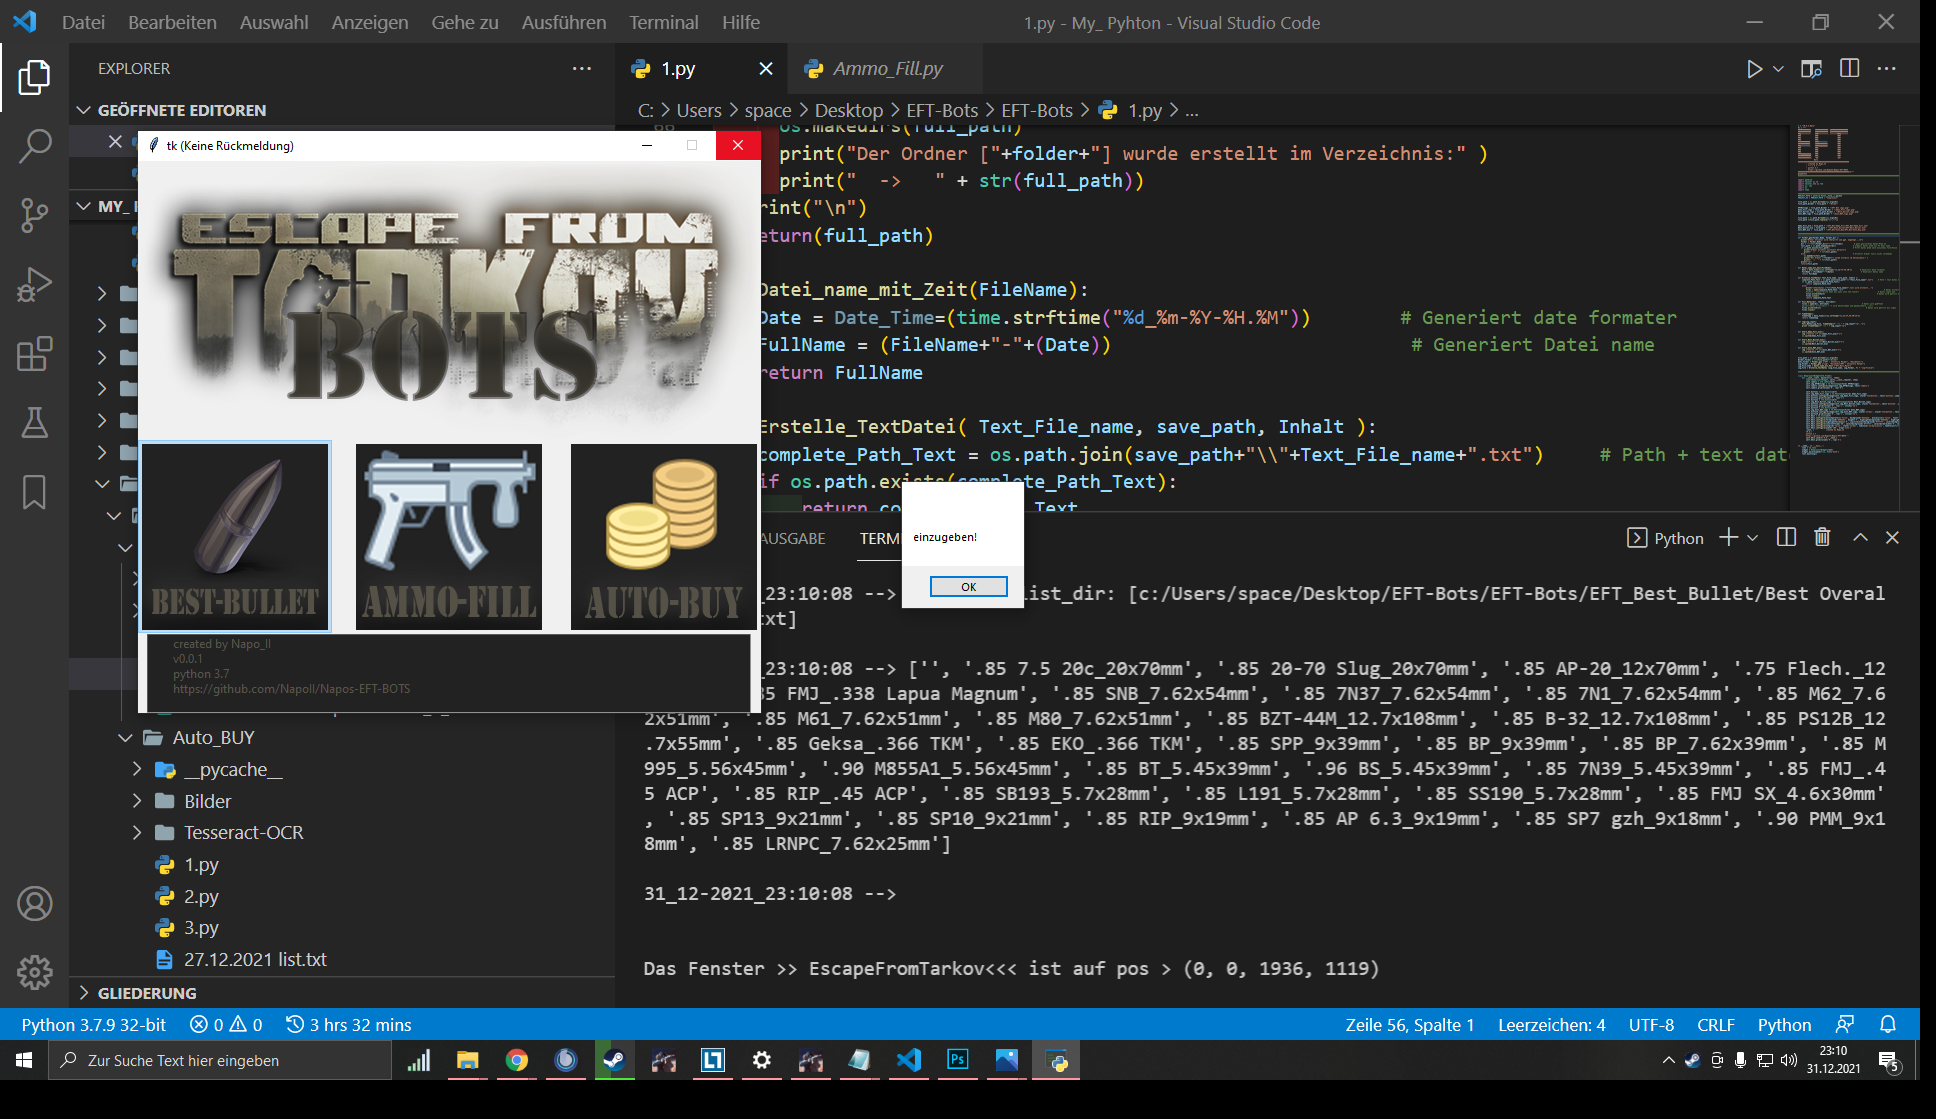 Datei Bearbeiten Auswahl Anzeigen Gehe zu Ausführen Terminal Hilfe
1.py - My_ Pyhton - Visual Studio Code
EXPLORER
GEÖFFNETE EDITOREN
MY_
1.py
Ammo_Fill.py
C: > Users > space > Desktop > EFT-Bots > EFT-Bots > 1.py > ...
os.makedirs(full_path)
print("Der Ordner ["+folder+"] wurde erstellt im Verzeichnis:" )
print("  ->   " + str(full_path))
rint("\n")
eturn(full_path)
Datei_name_mit_Zeit(FileName):
Date = Date_Time=(time.strftime("%d_%m-%Y-%H.%M")) # Generiert date formater
FullName = (FileName+"-"+(Date)) # Generiert Datei name
return FullName
Erstelle_TextDatei( Text_File_name, save_path, Inhalt ):
complete_Path_Text = os.path.join(save_path+"\\"+Text_File_name+".txt") # Path + text dat
if os.path.exists(complete_Path_Text):
return co Text
tk (Keine Rückmeldung)
ESCAPE FROM
TARKOV
BOTS
BEST-BULLET
AMMO-FILL
AUTO-BUY
created by Napo_II
v0.0.1
python 3.7
https://github.com/NapoII/Napos-EFT-BOTS
einzugeben!
OK
AUSGABE
TERM
Python
_23:10:08 --> ist_dir: [c:/Users/space/Desktop/EFT-Bots/EFT-Bots/EFT_Best_Bullet/Best Overal
xt]
_23:10:08 --> ['', '.85 7.5 20c_20x70mm', '.85 20-70 Slug_20x70mm', '.85 AP-20_12x70mm', '.75 Flech._12
85 FMJ_.338 Lapua Magnum', '.85 SNB_7.62x54mm', '.85 7N37_7.62x54mm', '.85 7N1_7.62x54mm', '.85 M62_7.6
2x51mm', '.85 M61_7.62x51mm', '.85 M80_7.62x51mm', '.85 BZT-44M_12.7x108mm', '.85 B-32_12.7x108mm', '.85 PS12B_12
.7x55mm', '.85 Geksa_.366 TKM', '.85 EKO_.366 TKM', '.85 SPP_9x39mm', '.85 BP_9x39mm', '.85 BP_7.62x39mm', '.85 M
995_5.56x45mm', '.90 M855A1_5.56x45mm', '.85 BT_5.45x39mm', '.96 BS_5.45x39mm', '.85 7N39_5.45x39mm', '.85 FMJ_.4
5 ACP', '.85 RIP_.45 ACP', '.85 SB193_5.7x28mm', '.85 L191_5.7x28mm', '.85 SS190_5.7x28mm', '.85 FMJ SX_4.6x30mm'
, '.85 SP13_9x21mm', '.85 SP10_9x21mm', '.85 RIP_9x19mm', '.85 AP 6.3_9x19mm', '.85 SP7 gzh_9x18mm', '.90 PMM_9x1
8mm', '.85 LRNPC_7.62x25mm']
31_12-2021_23:10:08 -->
Das Fenster >> EscapeFromTarkov<<< ist auf pos > (0, 0, 1936, 1119)
Auto_BUY
__pycache__
Bilder
Tesseract-OCR
1.py
2.py
3.py
27.12.2021 list.txt
GLIEDERUNG
Python 3.7.9 32-bit 0 0 3 hrs 32 mins
Zeile 56, Spalte 1 Leerzeichen: 4 UTF-8 CRLF Python
Zur Suche Text hier eingeben
Ps
23:10
31.12.2021
5